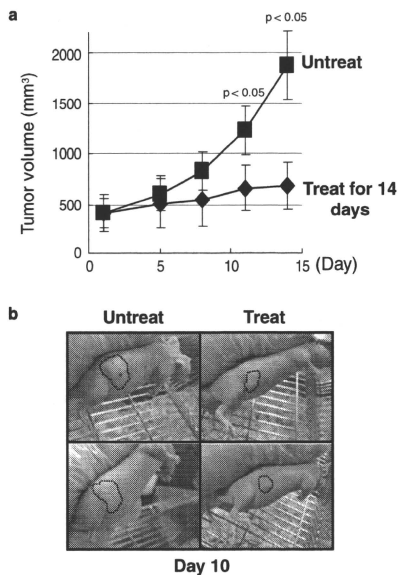 a
Tumor volume (mm³)
2000
1500
1000
500
0
p < 0.05
p < 0.05
Untreat
Treat for 14
days
0 5 10 15 (Day)
b
Untreat Treat
Day 10